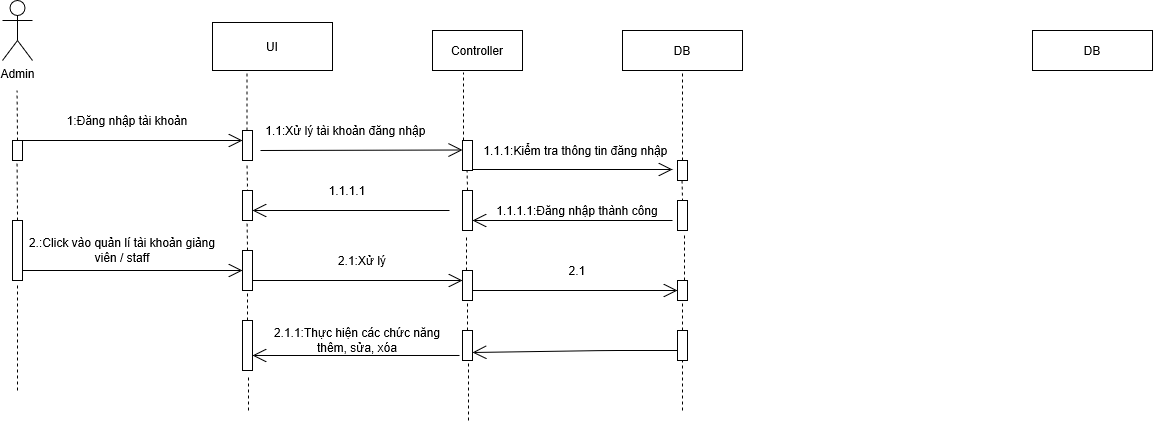 UI
Controller
DB
DB
Admin
1:Đăng nhập tài khoản
1.1:Xử lý tài khoản đăng nhập
1.1.1:Kiểm tra thông tin đăng nhập
1.1.1.1
1.1.1.1:Đăng nhập thành công
2.:Click vào quản lí tài khoản giảng
viên / staff
2.1:Xử lý
2.1
2.1.1:Thực hiện các chức năng
thêm, sửa, xóa